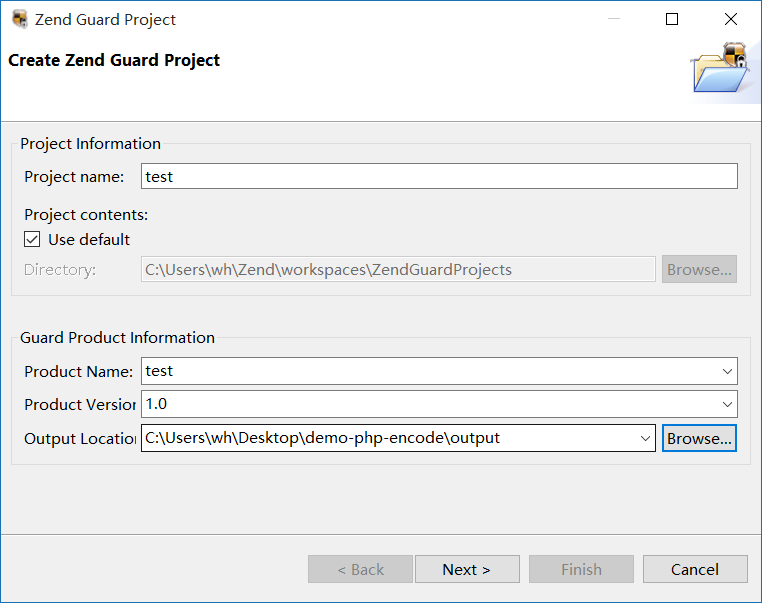 Zend Guard Project
Create Zend Guard Project
Project Information
Project name: test
Project contents:
Use default
Directory: C:\Users\wh\Zend\workspaces\ZendGuardProjects Browse...
Guard Product Information
Product Name: test
Product Version 1.0
Output Location C:\Users\wh\Desktop\demo-php-encode\output Browse...
< Back Next > Finish Cancel